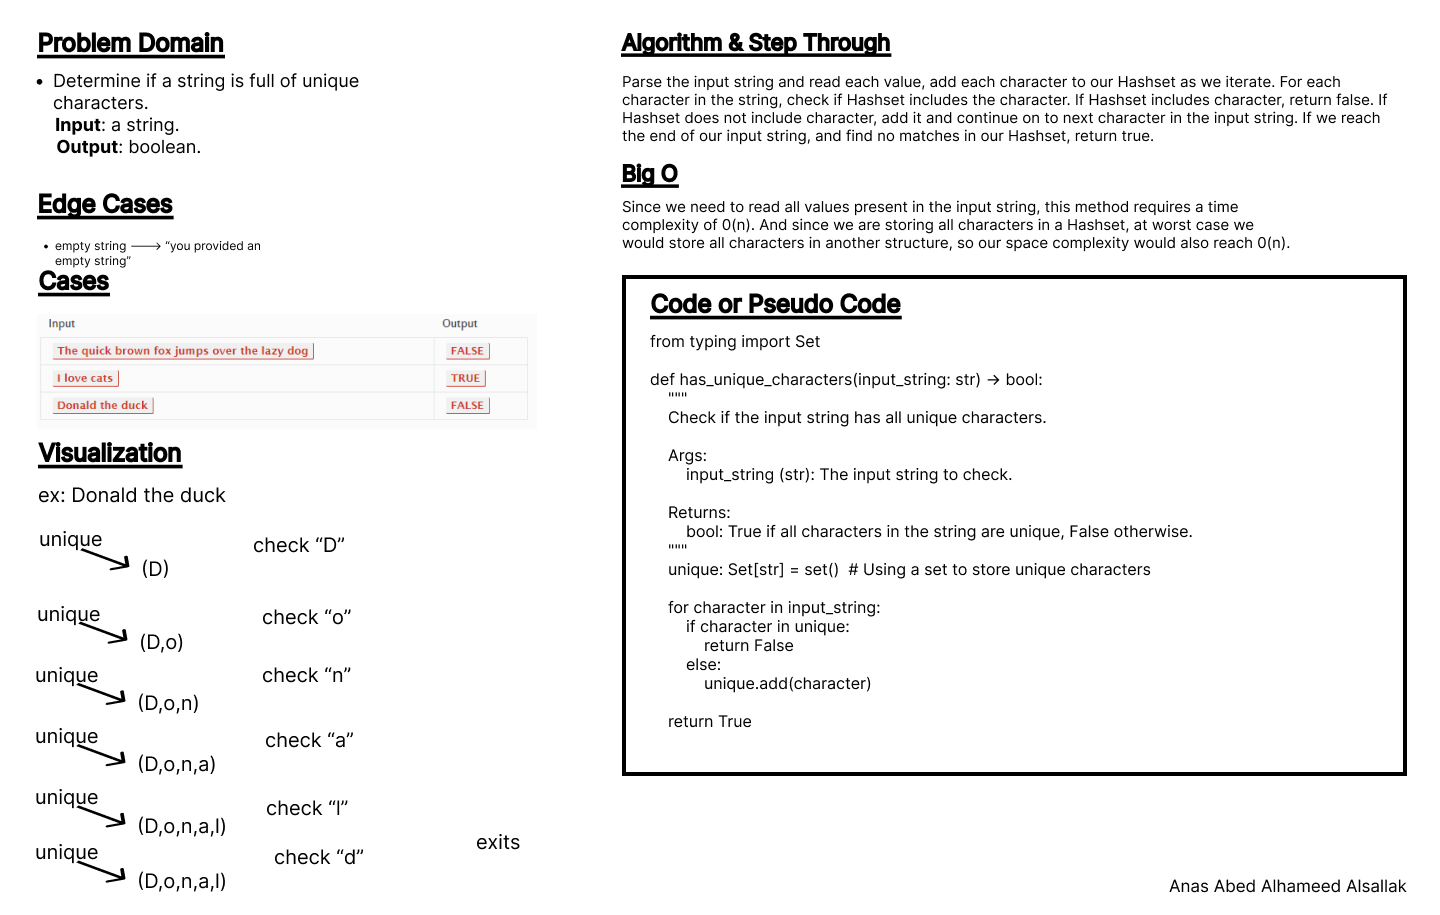 Problem Domain
• Determine if a string is full of unique
characters.
Input: a string.
Output: boolean.
Edge Cases
• empty string ⟶ “you provided an
empty string”
Cases
Input Output
The quick brown fox jumps over the lazy dog FALSE
I love cats TRUE
Donald the duck FALSE
Visualization
ex: Donald the duck
unique check “D”
(D)
unique check “o”
(D,o)
unique check “n”
(D,o,n)
unique check “a”
(D,o,n,a)
unique check “l”
(D,o,n,a,l)
exits
unique check “d”
(D,o,n,a,l)
Algorithm & Step Through
Parse the input string and read each value, add each character to our Hashset as we iterate. For each
character in the string, check if Hashset includes the character. If Hashset includes character, return false. If
Hashset does not include character, add it and continue on to next character in the input string. If we reach
the end of our input string, and find no matches in our Hashset, return true.
Big O
Since we need to read all values present in the input string, this method requires a time
complexity of 0(n). And since we are storing all characters in a Hashset, at worst case we
would store all characters in another structure, so our space complexity would also reach 0(n).
Code or Pseudo Code
from typing import Set
def has_unique_characters(input_string: str) → bool:
"""
Check if the input string has all unique characters.
Args:
input_string (str): The input string to check.
Returns:
bool: True if all characters in the string are unique, False otherwise.
"""
unique: Set[str] = set()  # Using a set to store unique characters
for character in input_string:
if character in unique:
return False
else:
unique.add(character)
return True
Anas Abed Alhameed Alsallak